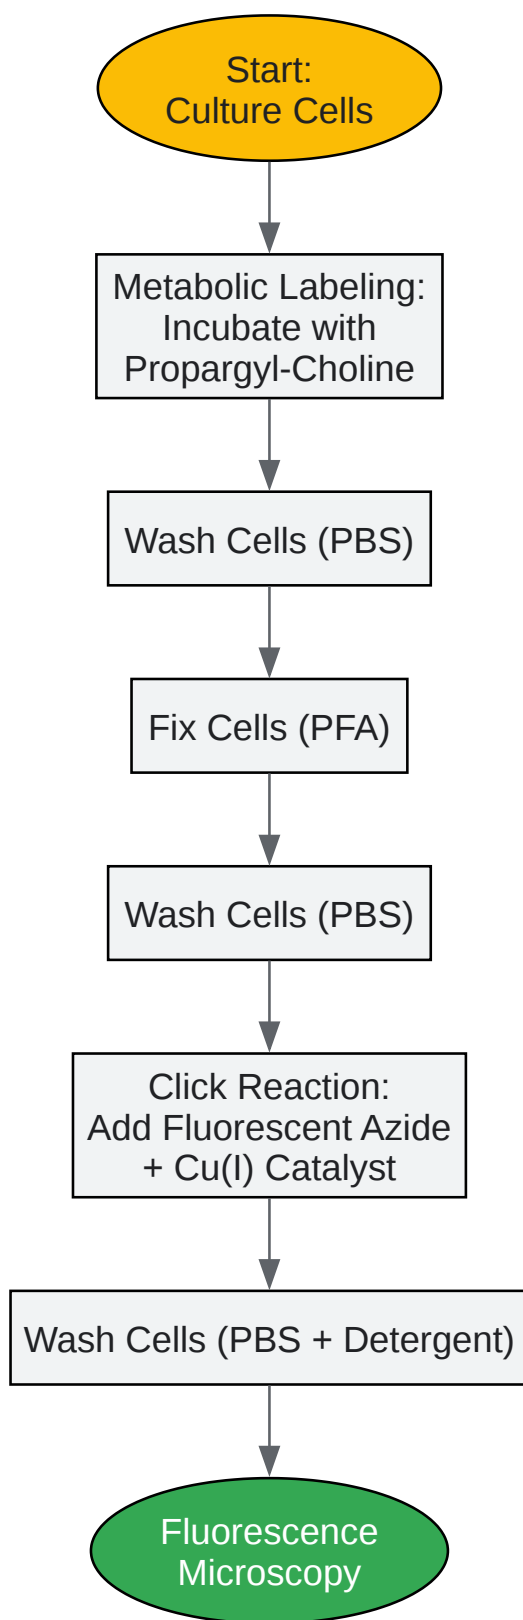 Start:
Culture Cells
Metabolic Labeling:
Incubate with
Propargyl-Choline
Wash Cells (PBS)
Fix Cells (PFA)
Wash Cells (PBS)
Click Reaction:
Add Fluorescent Azide
+ Cu(I) Catalyst
Wash Cells (PBS + Detergent)
Fluorescence
Microscopy